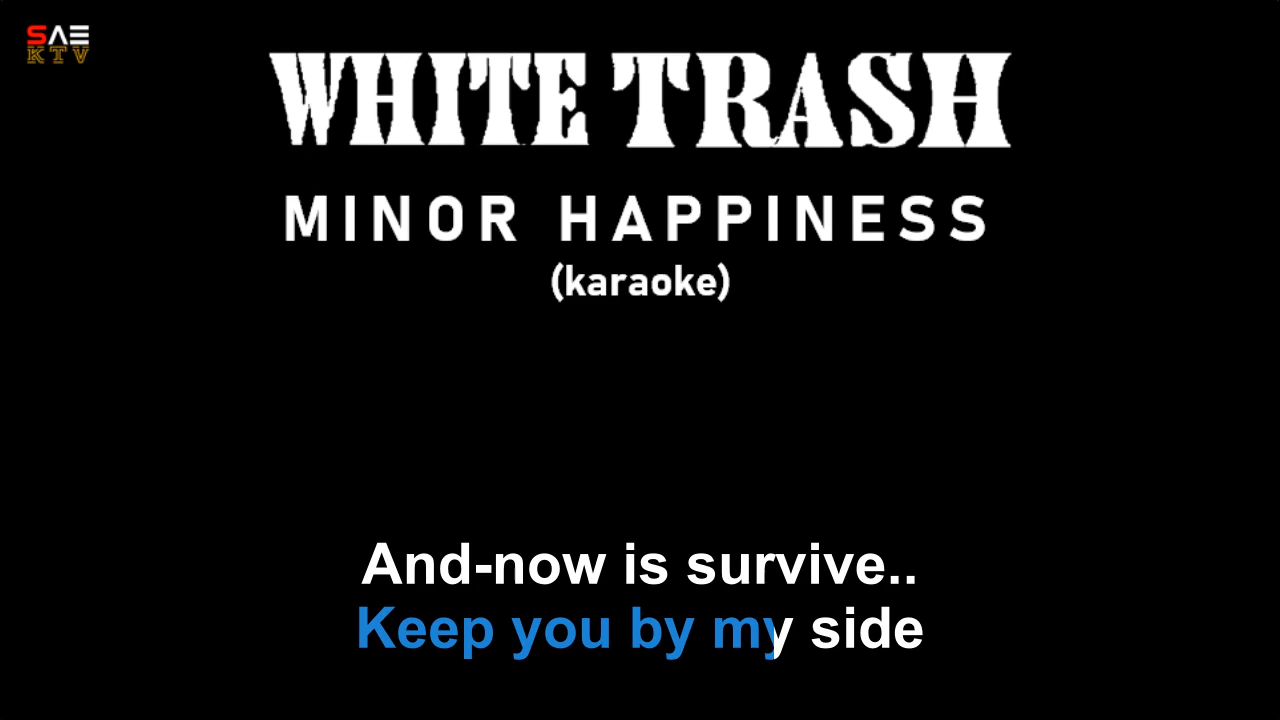 SAE
KTV
WHITE TRASH
MINOR HAPPINESS
(karaoke)
And-now is survive..
Keep you by my side